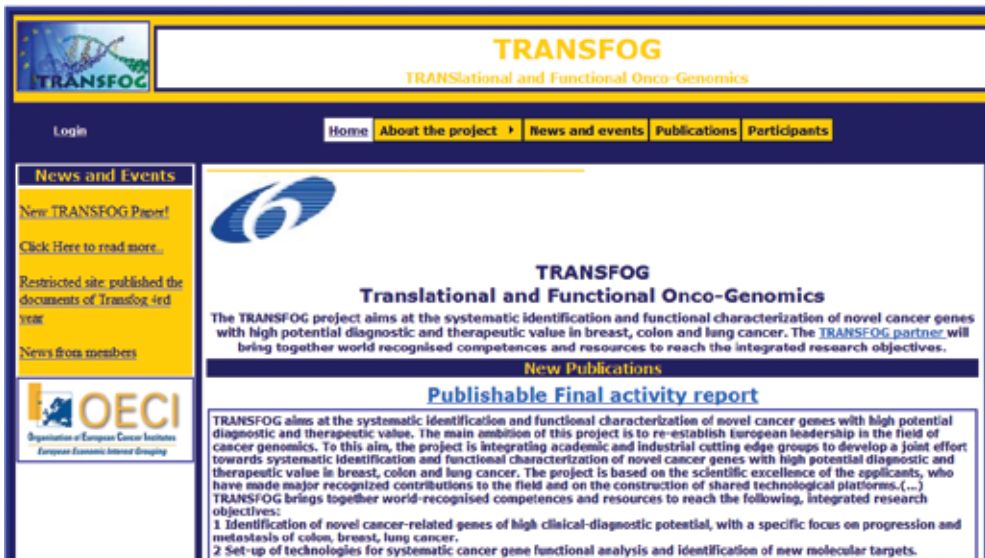 TRANSFOG
TRANSFOG
TRANSlational and Functional Onco-Genomics
Login
Home
About the project
News and events
Publications
Participants
News and Events
New TRANSFOG Paper!
Click Here to read more..
Restriscted site: published the
documents of Transfog 4rd
year
News from members
OECI
Organisation of European Cancer Institutes
European Economic Interest Grouping
6
TRANSFOG
Translational and Functional Onco-Genomics
The TRANSFOG project aims at the systematic identification and functional characterization of novel cancer genes
with high potential diagnostic and therapeutic value in breast, colon and lung cancer. The TRANSFOG partner will
bring together world recognised competences and resources to reach the integrated research objectives.
New Publications
Publishable Final activity report
TRANSFOG aims at the systematic identification and functional characterization of novel cancer genes with high potential
diagnostic and therapeutic value. The main ambition of this project is to re-establish European leadership in the field of
cancer genomics. To this aim, the project is integrating academic and industrial cutting edge groups to develop a joint effort
towards systematic identification and functional characterization of novel cancer genes with high potential diagnostic and
therapeutic value in breast, colon and lung cancer. The project is based on the scientific excellence of the applicants, who
have made major recognized contributions to the field and on the construction of shared technological platforms.(...)
TRANSFOG brings together world-recognised competences and resources to reach the following, integrated research
objectives:
1 Identification of novel cancer-related genes of high clinical-diagnostic potential, with a specific focus on progression and
metastasis of colon, breast, lung cancer.
2 Set-up of technologies for systematic cancer gene functional analysis and identification of new molecular targets.